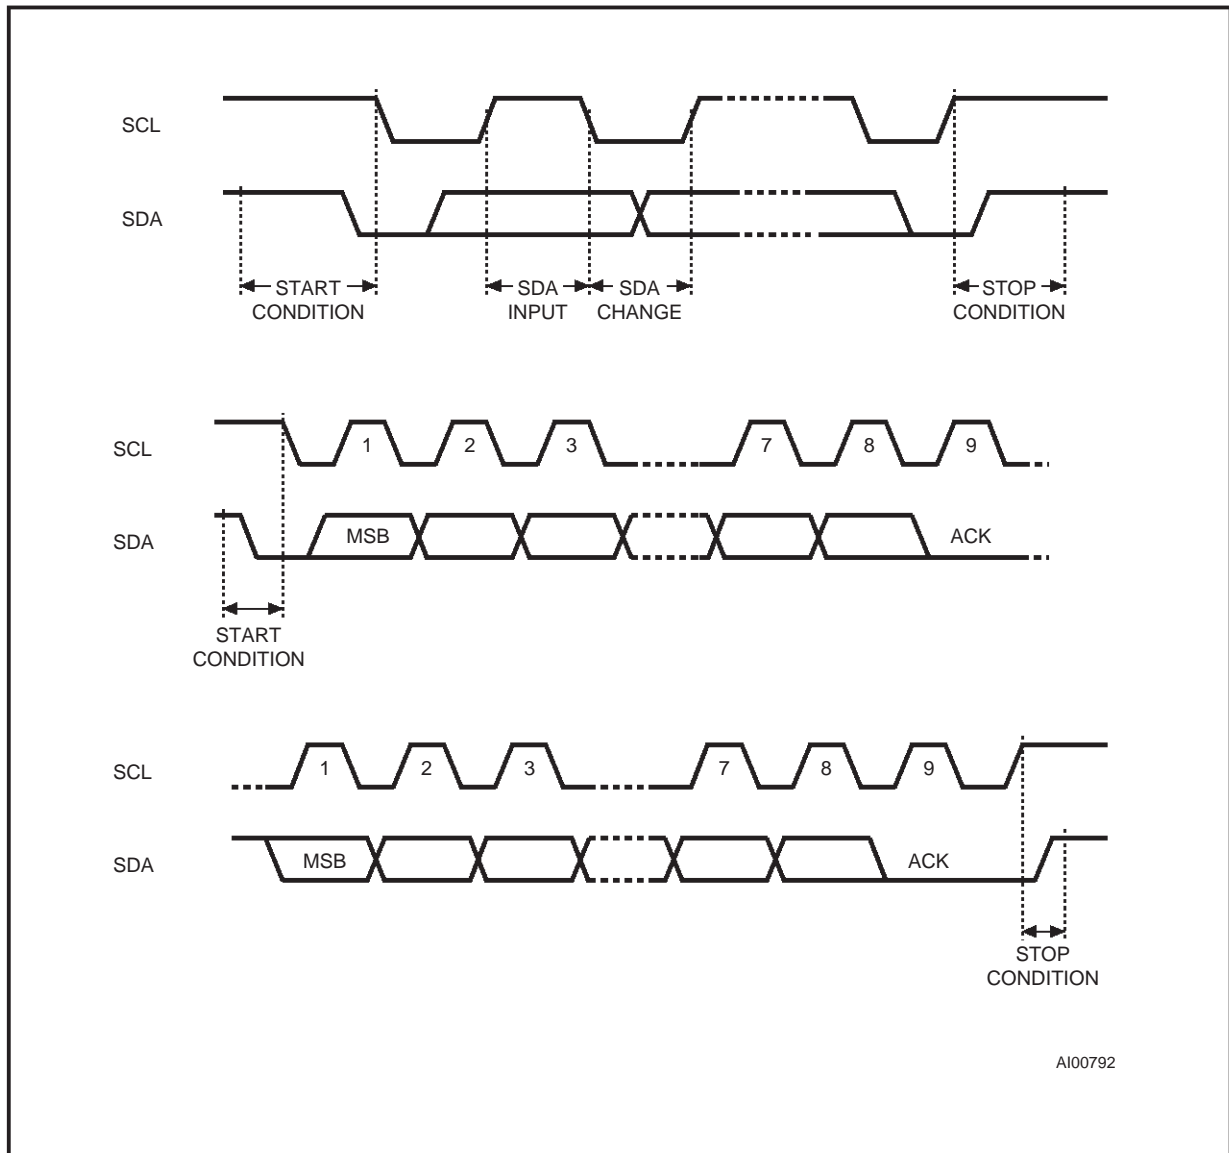 SCL
SDA
START
CONDITION
SDA
INPUT
SDA
CHANGE
STOP
CONDITION
SCL
1 2 3 7 8 9
SDA
MSB ACK
START
CONDITION
SCL
1 2 3 7 8 9
SDA
MSB ACK
STOP
CONDITION
AI00792